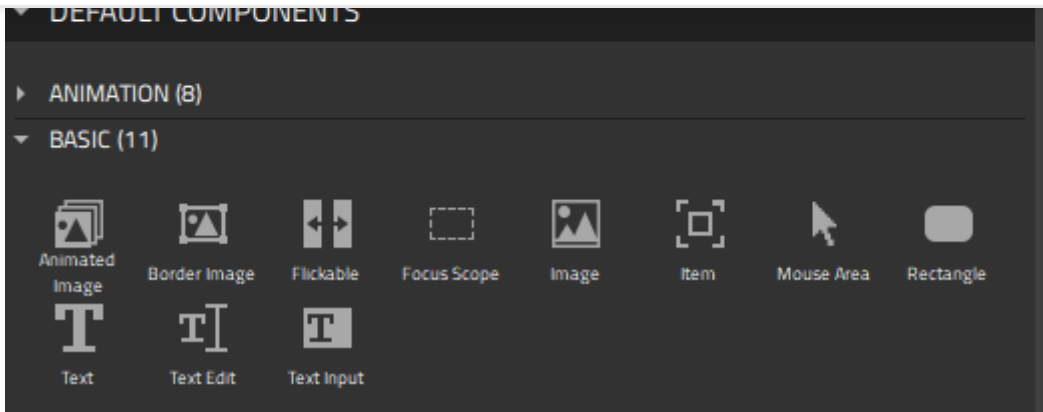 DEFAULT COMPONENTS
ANIMATION (8)
BASIC (11)
Animated Image
Border Image
Flickable
Focus Scope
Image
Item
Mouse Area
Rectangle
Text
Text Edit
Text Input